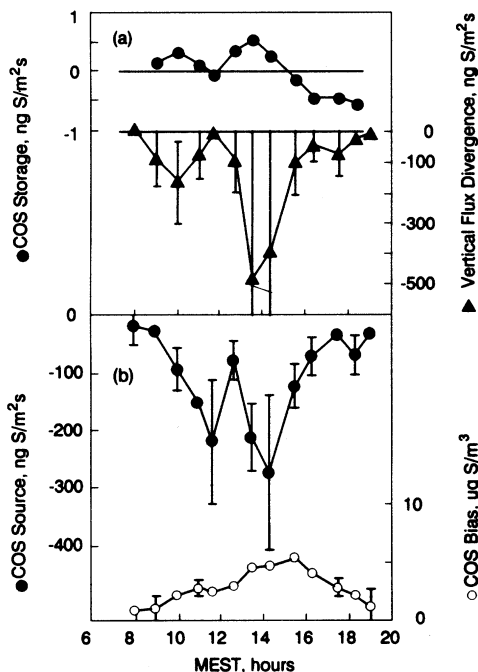 (a)
1
0
-1
● COS Storage, ng S/m²s
0
-100
-300
-500
▲ Vertical Flux Divergence, ng S/m²s
(b)
0
-100
-200
-300
-400
● COS Source, ng S/m²s
10
0
○ COS Bias, ug S/m³
6 8 10 12 14 16 18 20
MEST, hours